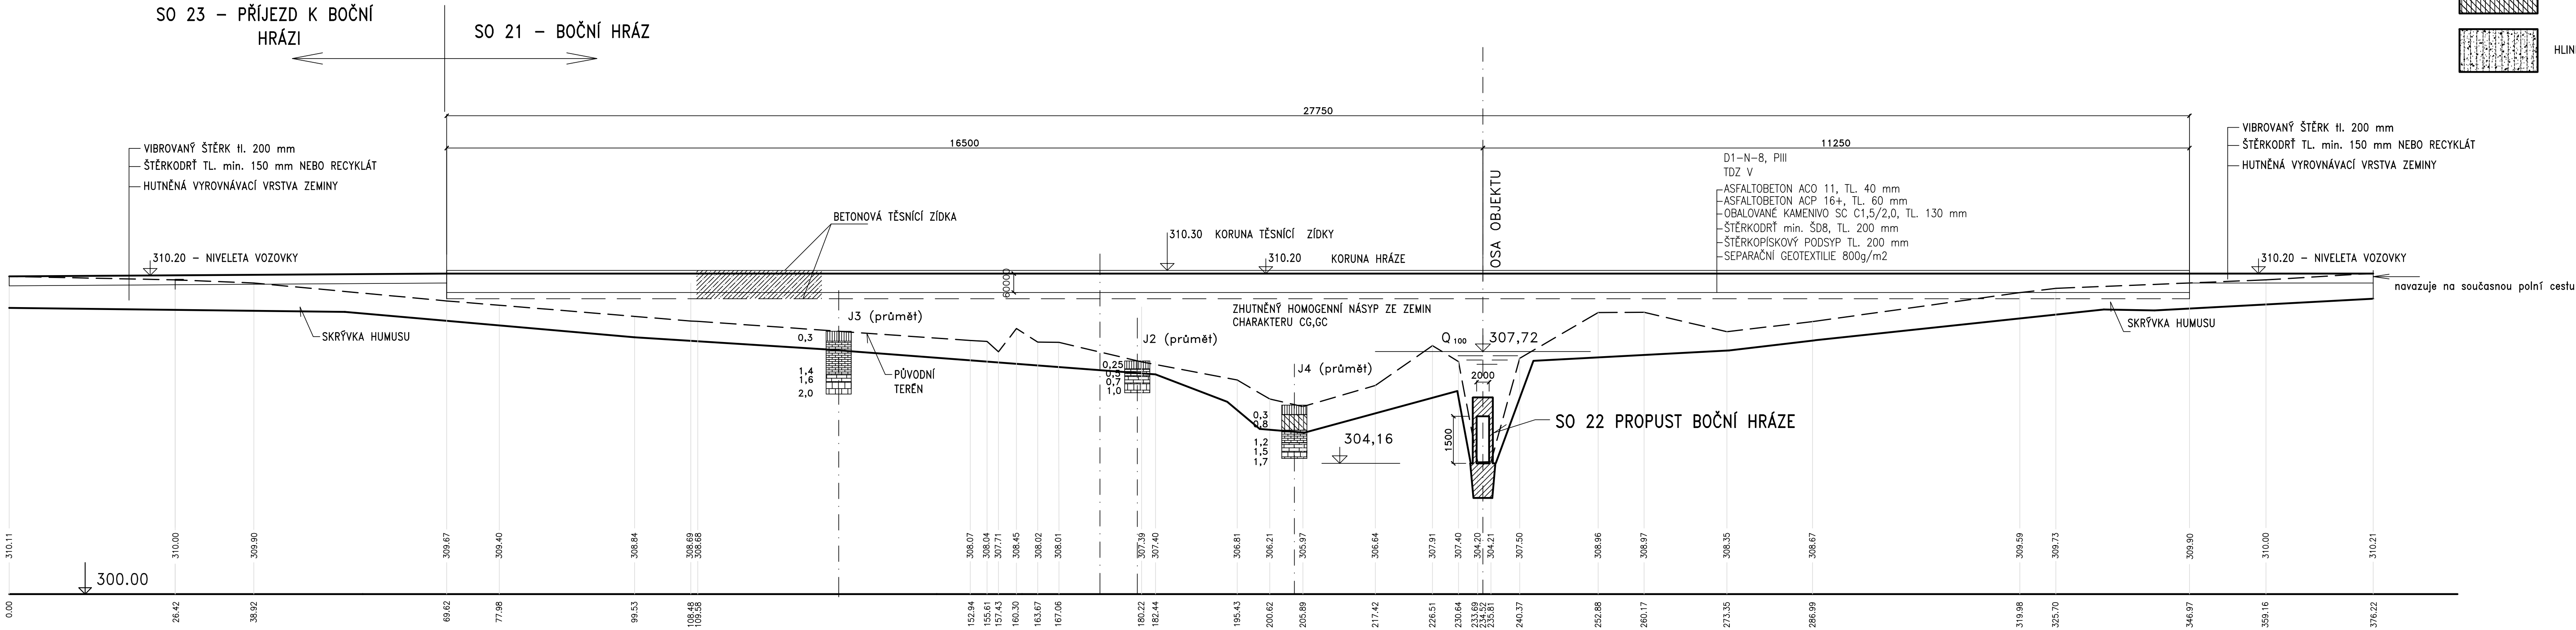 SO 23 – PŘÍJEZD K BOČNÍ
HRÁZI
SO 21 – BOČNÍ HRÁZ
HLIN
27750
16500
11250
VIBROVANÝ ŠTĚRK tl. 200 mm
ŠTĚRKODRŤ TL. min. 150 mm NEBO RECYKLÁT
HUTNĚNÁ VYROVNÁVACÍ VRSTVA ZEMINY
BETONOVÁ TĚSNÍCÍ ZÍDKA
310.20 – NIVELETA VOZOVKY
310.30 KORUNA TĚSNÍCÍ ZÍDKY
310.20 KORUNA HRÁZE
OSA OBJEKTU
D1-N-8, PIII
TDZ V
ASFALTOBETON ACO 11, TL. 40 mm
ASFALTOBETON ACP 16+, TL. 60 mm
OBALOVANÉ KAMENIVO SC C1,5/2,0, TL. 130 mm
ŠTĚRKODRŤ min. ŠD8, TL. 200 mm
ŠTĚRKOPÍSKOVÝ PODSYP TL. 200 mm
SEPARAČNÍ GEOTEXTILIE 800g/m2
VIBROVANÝ ŠTĚRK tl. 200 mm
ŠTĚRKODRŤ TL. min. 150 mm NEBO RECYKLÁT
HUTNĚNÁ VYROVNÁVACÍ VRSTVA ZEMINY
310.20 – NIVELETA VOZOVKY
navazuje na současnou polní cestu
60000
ZHUTNĚNÝ HOMOGENNÍ NÁSYP ZE ZEMIN
CHARAKTERU CG,GC
SKRÝVKA HUMUSU
J3 (průmět)
0,3
1,4
1,6
2,0
PŮVODNÍ
TERÉN
J2 (průmět)
0,25
0,5
0,7
1,0
J4 (průmět)
0,3
0,8
1,2
1,5
1,7
304,16
Q100 307,72
2000
1500
SO 22 PROPUST BOČNÍ HRÁZE
SKRÝVKA HUMUSU
310.11
310.00
309.90
309.67
309.40
308.84
308.69
308.68
308.07
308.04
307.71
308.45
308.02
308.01
307.39
307.40
306.81
306.21
305.97
306.64
307.91
307.40
304.20
304.21
307.50
308.96
308.97
308.35
308.67
309.59
309.73
309.90
310.00
310.21
300.00
0.00
26.42
38.92
69.62
77.98
99.53
108.48
109.58
152.94
155.61
157.43
160.30
163.67
167.06
180.22
182.44
195.43
200.62
205.89
217.42
226.51
230.64
233.69
234.52
235.81
240.37
252.88
260.17
273.35
286.99
319.98
325.70
346.97
359.16
376.22